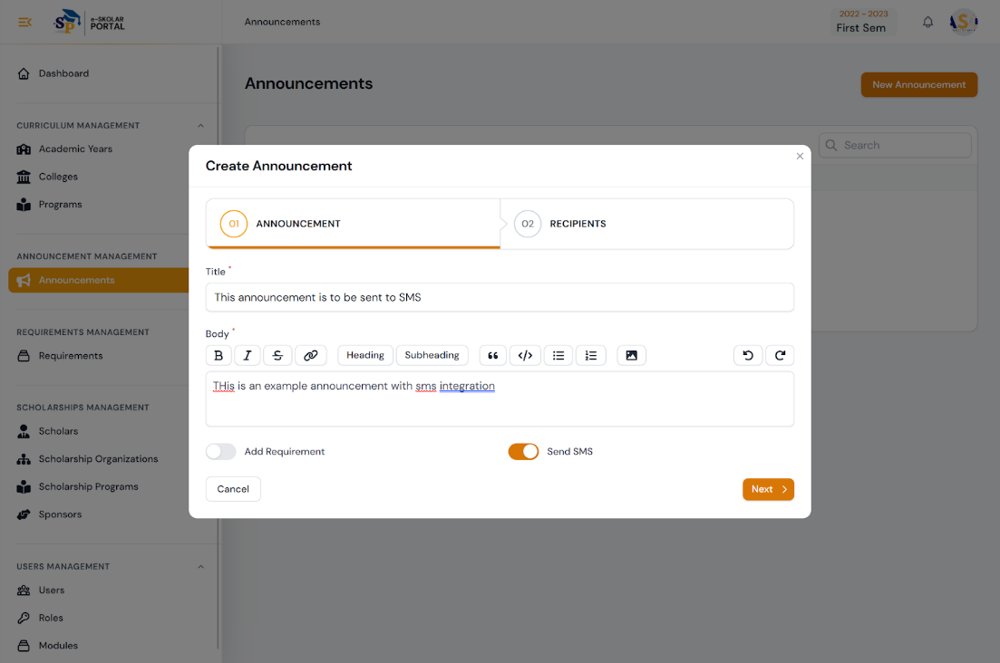 e-SKOLAR
PORTAL
Announcements
2022 - 2023
First Sem
Dashboard
Announcements
New Announcement
CURRICULUM MANAGEMENT
Academic Years
Search
Colleges
Programs
ANNOUNCEMENT MANAGEMENT
Announcements
REQUIREMENTS MANAGEMENT
Requirements
SCHOLARSHIPS MANAGEMENT
Scholars
Scholarship Organizations
Scholarship Programs
Sponsors
USERS MANAGEMENT
Users
Roles
Modules
Create Announcement
01 ANNOUNCEMENT
02 RECIPIENTS
Title *
This announcement is to be sent to SMS
Body *
B I S Heading Subheading
THis is an example announcement with sms integration
Add Requirement
Send SMS
Cancel
Next